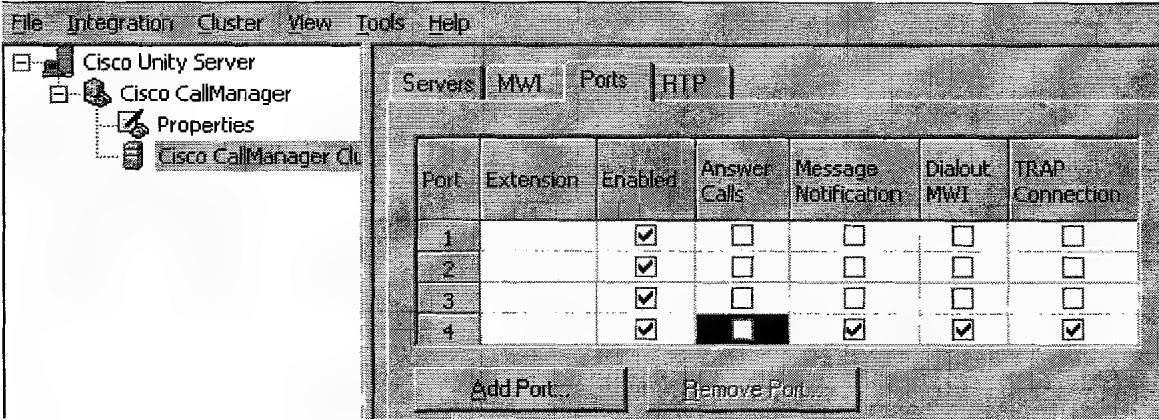 File Integration Cluster View Tools Help
Cisco Unity Server
Cisco CallManager
Properties
Cisco CallManager Clu
Servers MWI Ports RTP
Port Extension Enabled Answer Calls Message Notification Dialout MWI TRAP Connection
1
2
3
4
Add Port... Remove Port...